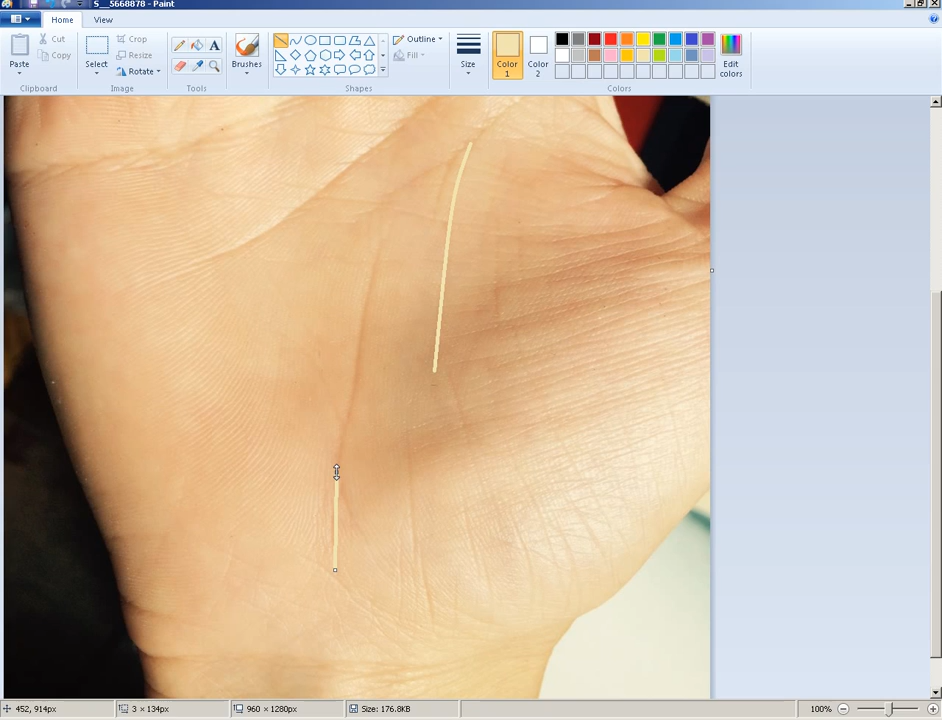 S__5668878 - Paint
Home View
Paste
Cut
Copy
Clipboard
Select
Crop
Resize
Rotate
Image
Tools
Brushes
Shapes
Outline
Fill
Size
Color 1
Color 2
Edit colors
Colors
452, 914px
3 × 134px
960 × 1280px
Size: 176.8KB
100%